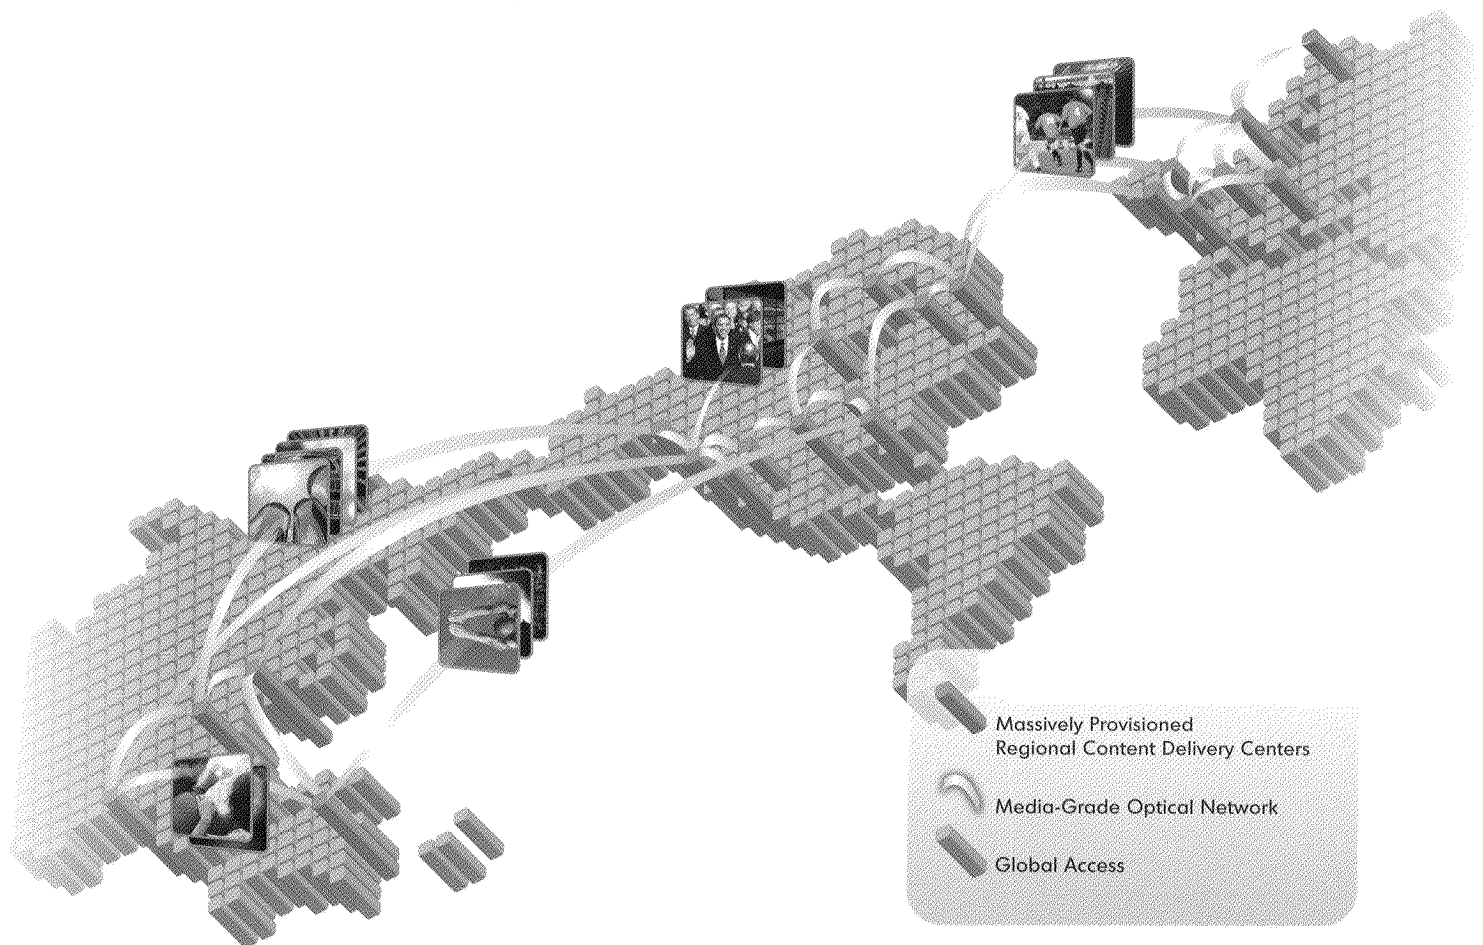 Massively Provisioned
Regional Content Delivery Centers
Media-Grade Optical Network
Global Access